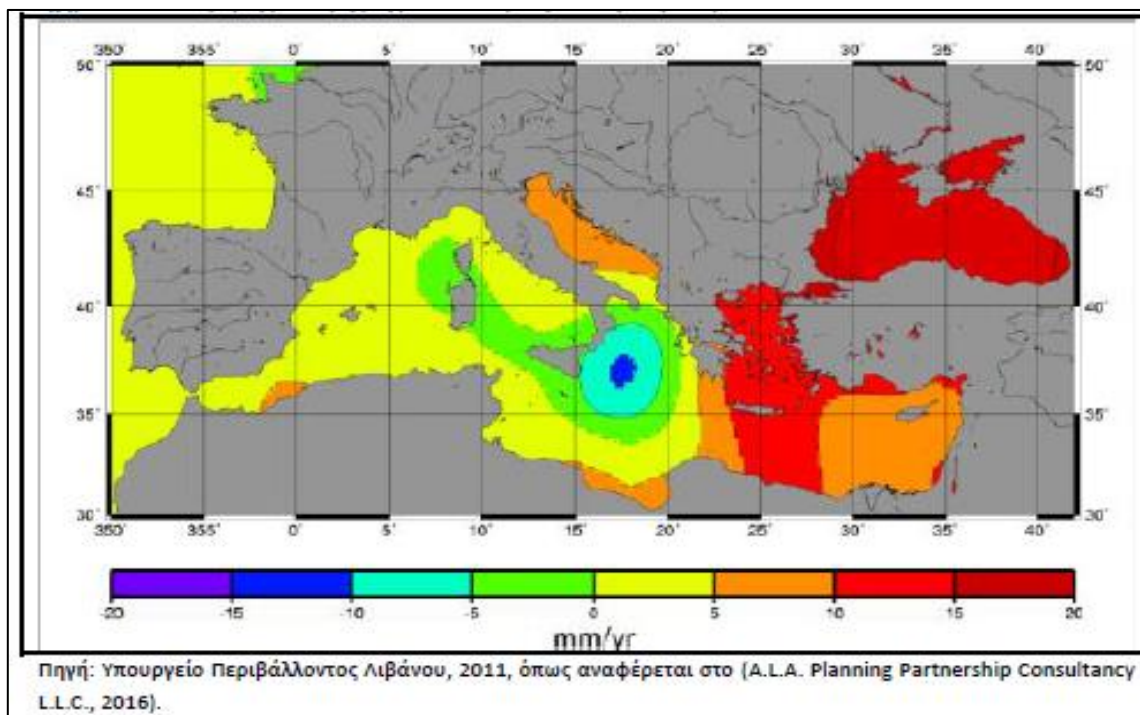 350 355 0 5 10 15 20 25 30 35 40
50° 50°
45° 45°
40° 40°
35° 35°
30° 30°
350 355° 0° 5° 10° 15° 20° 25° 30° 35° 40°
-20 -15 -10 -5 0 5 10 15 20
mm/yr
Πηγή: Υπουργείο Περιβάλλοντος Λιβάνου, 2011, όπως αναφέρεται στο (A.L.A. Planning Partnership Consultancy
L.L.C., 2016).